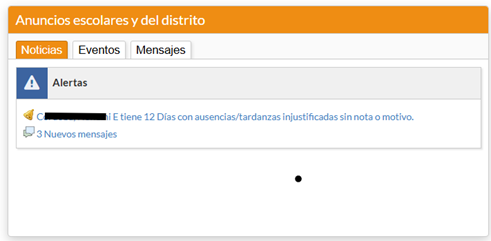 Anuncios escolares y del distrito
Noticias Eventos Mensajes
Alertas
E tiene 12 Días con ausencias/tardanzas injustificadas sin nota o motivo.
3 Nuevos mensajes